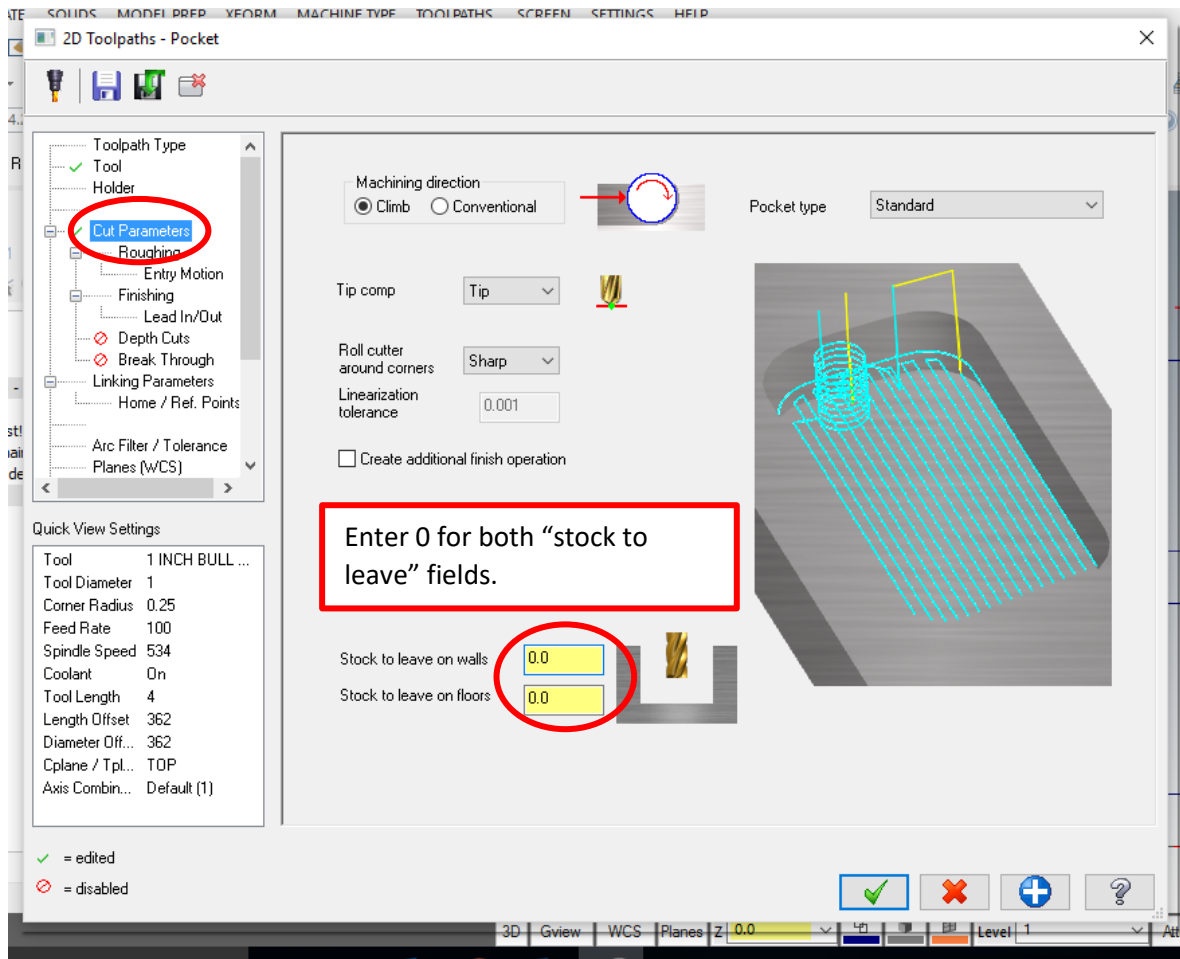 SOLIDS MODEL PREP XFORM MACHINE TYPE TOOLPATHS SCREEN SETTINGS HELP
2D Toolpaths - Pocket
Toolpath Type
Tool
Holder
Cut Parameters
Roughing
Entry Motion
Finishing
Lead In/Out
Depth Cuts
Break Through
Linking Parameters
Home / Ref. Points
Arc Filter / Tolerance
Planes (WCS)
Machining direction
Climb
Conventional
Pocket type
Standard
Tip comp
Tip
Roll cutter
around corners
Sharp
Linearization
tolerance
0.001
Create additional finish operation
Enter 0 for both “stock to
leave” fields.
Stock to leave on walls
0.0
Stock to leave on floors
0.0
Quick View Settings
Tool 1 INCH BULL ...
Tool Diameter 1
Corner Radius 0.25
Feed Rate 100
Spindle Speed 534
Coolant On
Tool Length 4
Length Offset 362
Diameter Off... 362
Cplane / Tpl... TOP
Axis Combin... Default (1)
= edited
= disabled
3D Gview WCS Planes Z 0.0 Level 1 Att